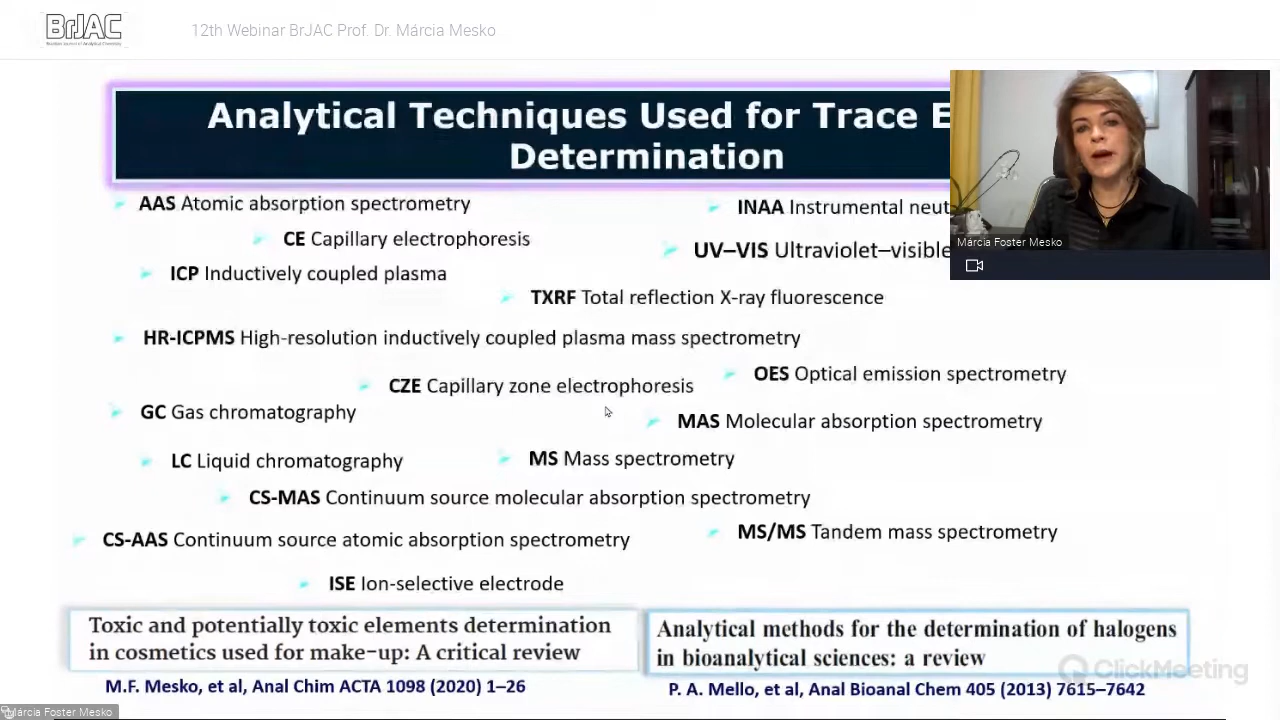 BrJAC
12th Webinar BrJAC Prof. Dr. Márcia Mesko
Analytical Techniques Used for Trace E
Determination
AAS Atomic absorption spectrometry
INAA Instrumental neut
CE Capillary electrophoresis
UV–VIS Ultraviolet–visible
Márcia Foster Mesko
ICP Inductively coupled plasma
TXRF Total reflection X-ray fluorescence
HR-ICPMS High-resolution inductively coupled plasma mass spectrometry
CZE Capillary zone electrophoresis
OES Optical emission spectrometry
GC Gas chromatography
MAS Molecular absorption spectrometry
LC Liquid chromatography
MS Mass spectrometry
CS-MAS Continuum source molecular absorption spectrometry
CS-AAS Continuum source atomic absorption spectrometry
MS/MS Tandem mass spectrometry
ISE Ion-selective electrode
Toxic and potentially toxic elements determination
in cosmetics used for make-up: A critical review
M.F. Mesko, et al, Anal Chim ACTA 1098 (2020) 1–26
Analytical methods for the determination of halogens
in bioanalytical sciences: a review
P. A. Mello, et al, Anal Bioanal Chem 405 (2013) 7615–7642
ClickMeeting
Márcia Foster Mesko